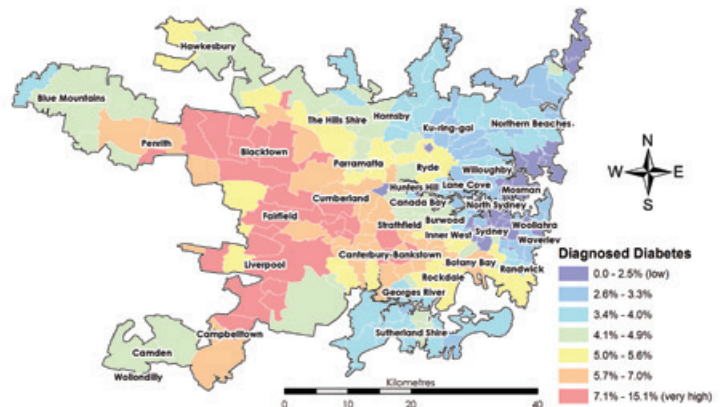 Hawkesbury
Blue Mountains
The Hills Shire
Hornsby
Ku-ring-gai
Northern Beaches
Penrith
Blacktown
Parramatta
Ryde
Willoughby
Cumberland
Hunters Hill
Lane Cove
Mosman
Canada Bay
North Sydney
Fairfield
Strathfield
Burwood
Sydney
Woollahra
Inner West
Waverley
Liverpool
Canterbury-Bankstown
Botany Bay
Randwick
Rockdale
Georges River
Campbelltown
Sutherland Shire
Camden
Wollondilly
N
W
E
S
Diagnosed Diabetes
0.0 - 2.5% (low)
2.6% - 3.3%
3.4% - 4.0%
4.1% - 4.9%
5.0% - 5.6%
5.7% - 7.0%
7.1% - 15.1% (very high)
Kilometres
0 10 20 40